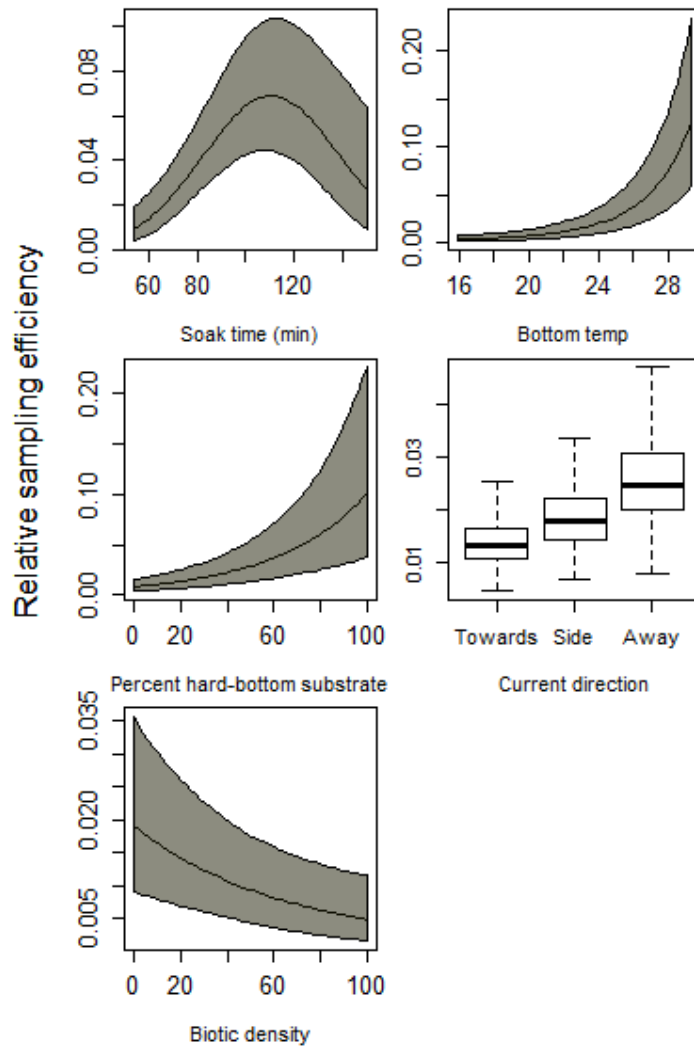 Relative sampling efficiency
0.00 0.04 0.08
60 80 120
Soak time (min)
0.00 0.10 0.20
16 20 24 28
Bottom temp
0.00 0.10 0.20
0 20 60 100
Percent hard-bottom substrate
0.01 0.03
Towards Side Away
Current direction
0.005 0.020 0.035
0 20 60 100
Biotic density